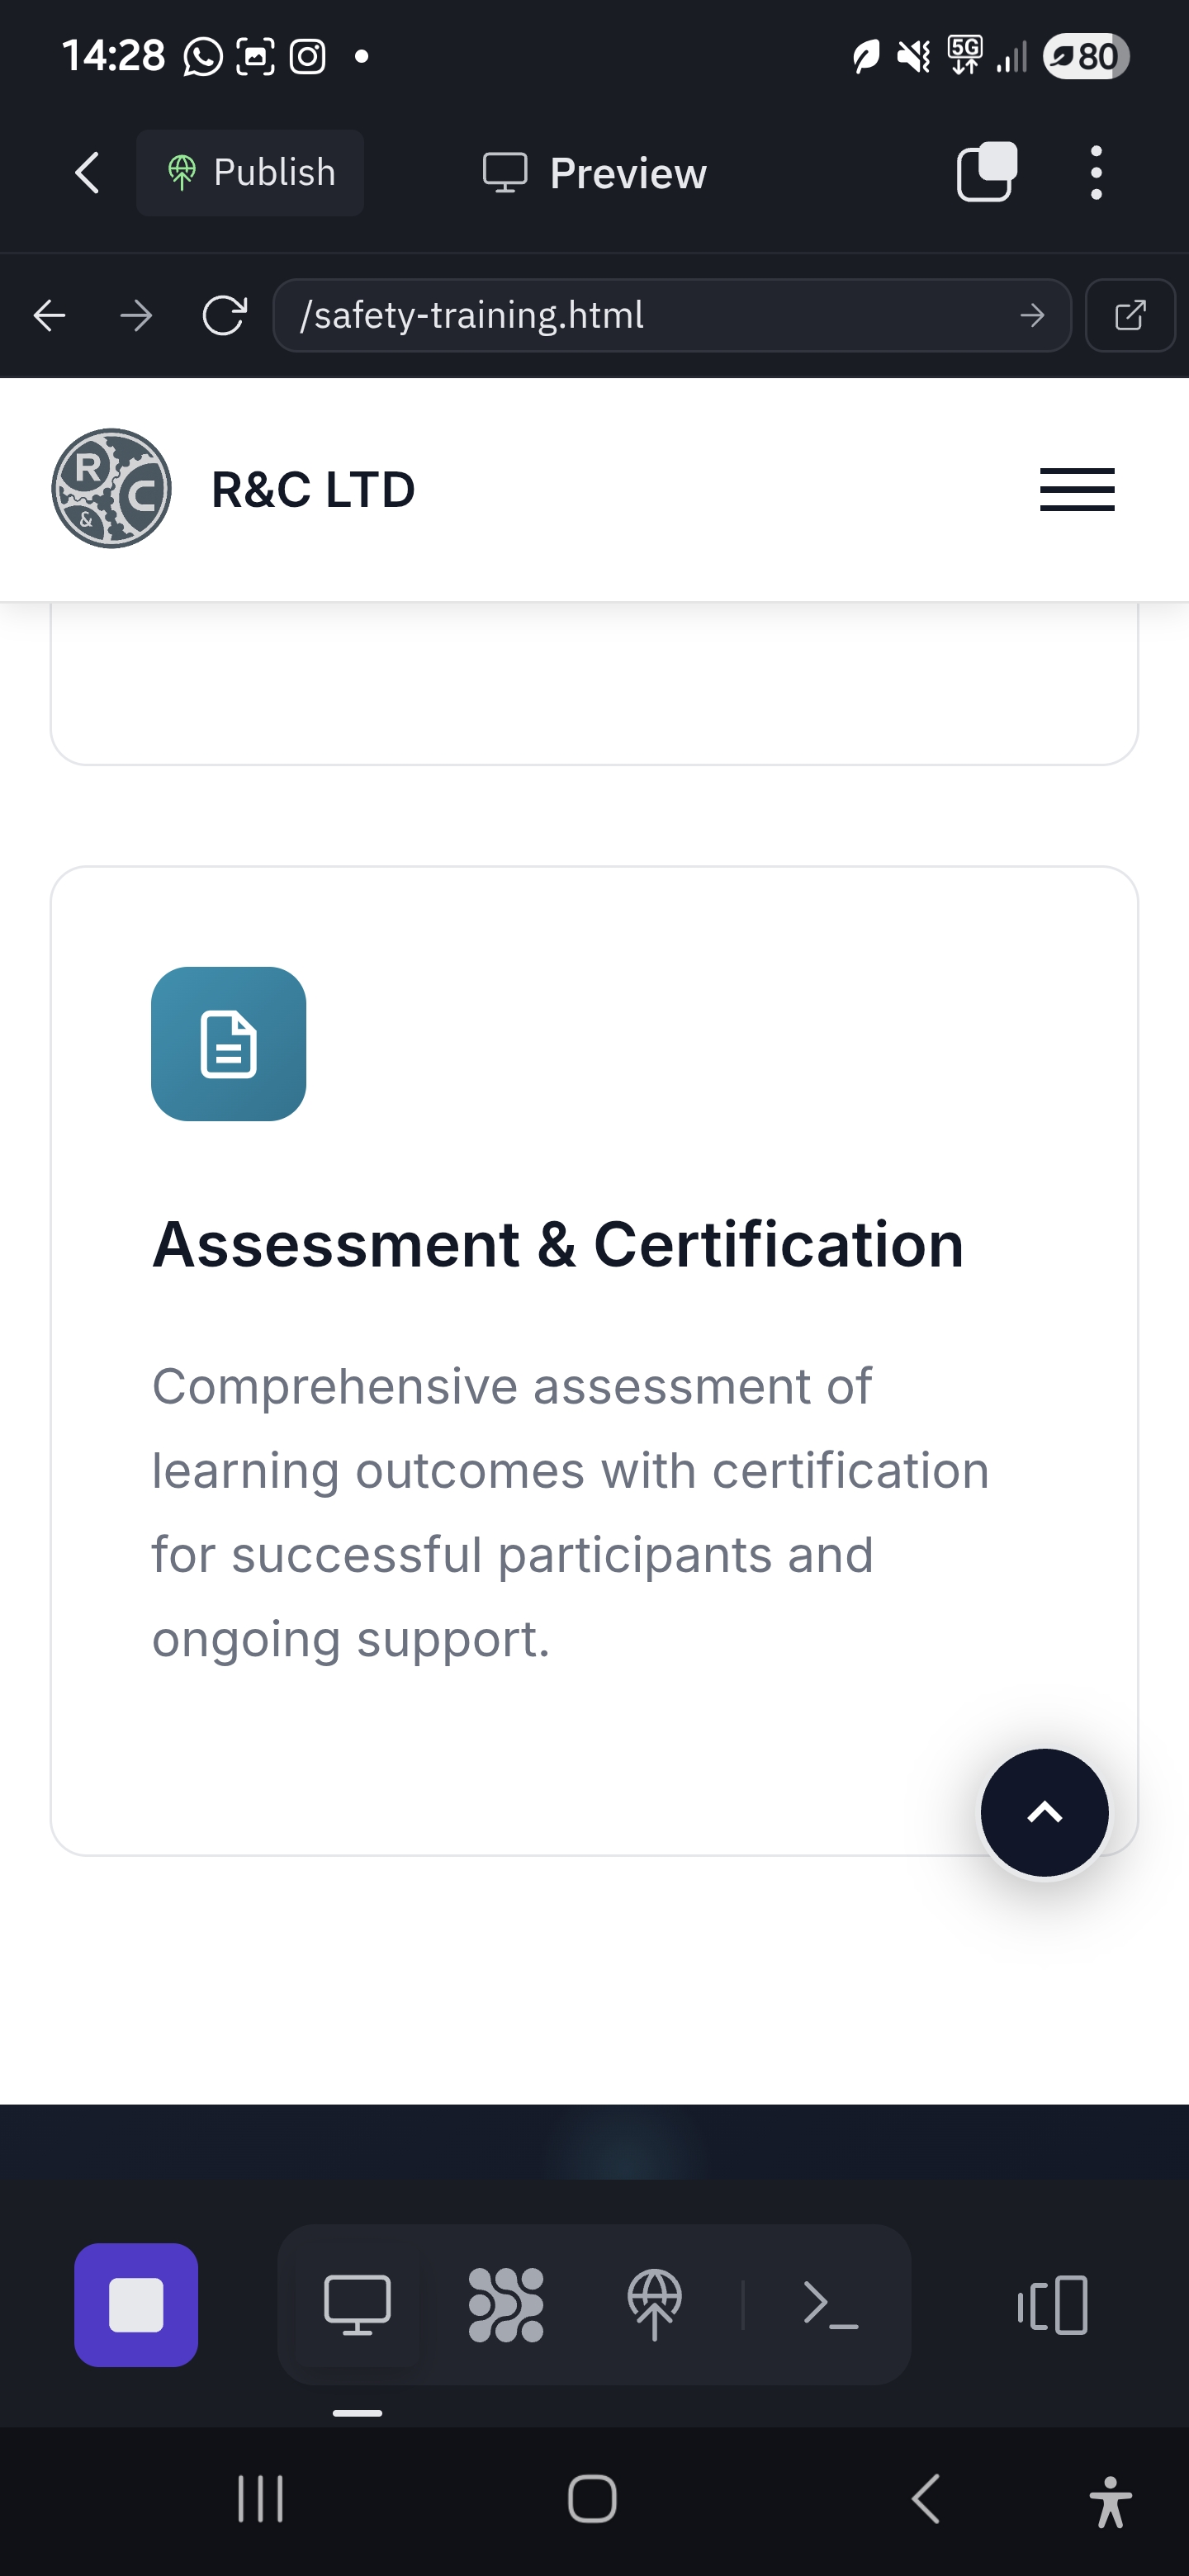 14:28
5G
80
Publish
Preview
/safety-training.html
R
C
&
R&C LTD
Assessment & Certification
Comprehensive assessment of
learning outcomes with certification
for successful participants and
ongoing support.